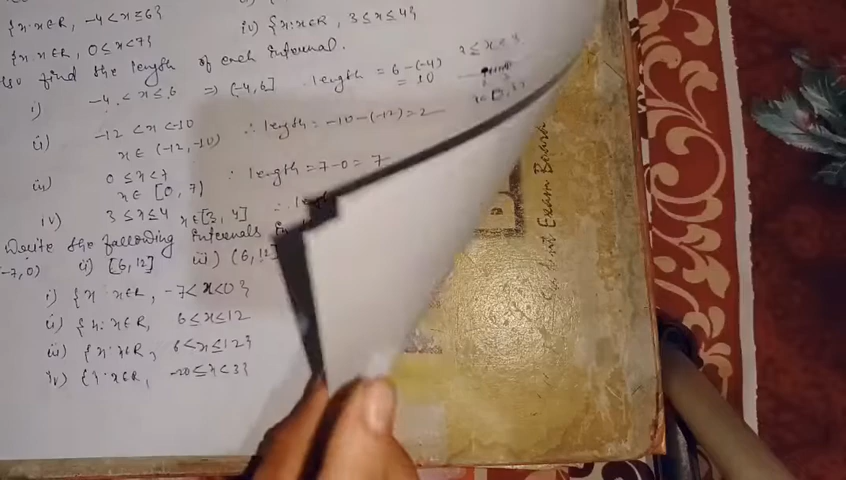 {x: x∈R, -4<x≤6}
iv) {x: x∈R, 3≤x≤4}
{x: x∈R, 0≤x<7}
also find the length of each interval.
i) -4<x≤6 ⇒ (-4,6] length = 6-(-4)
= 10
ii) -12<x<-10
x∈ (-12,-10) ∴ length = -10-(-12) = 2
iii) 0≤x<7
x∈ [0, 7) ∴ length = 7-0 = 7
iv) 3≤x≤4 x∈[3, 4] ∴
Write the following intervals
(-7,0) ii) [6,12] iii) (6,12]
i) {x: x∈R, -7<x<0}
ii) {x: x∈R, 6≤x≤12
iii) {x: x∈R, 6<x≤12}
iv) {x: x∈R, -20≤x<3}
Exam Board